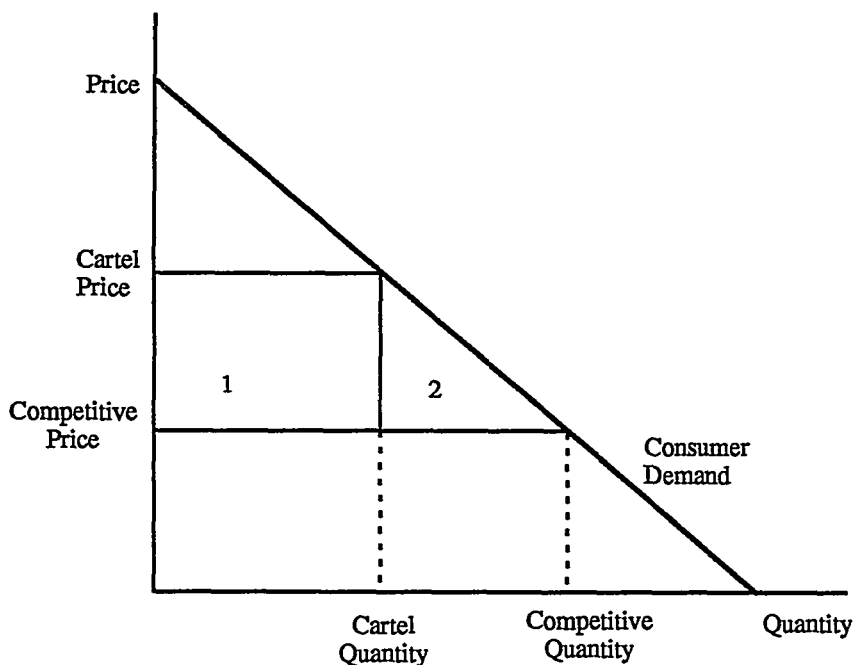 Price
Cartel
Price
1
2
Competitive
Price
Consumer
Demand
Cartel
Quantity
Competitive
Quantity
Quantity